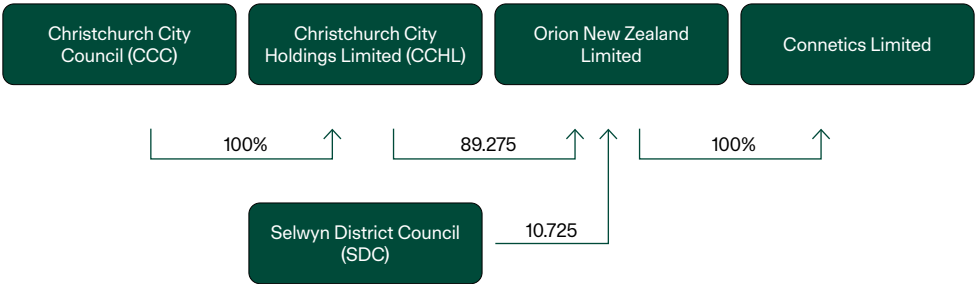 Christchurch City
Council (CCC)
Christchurch City
Holdings Limited (CCHL)
Orion New Zealand
Limited
Connetics Limited
100%
89.275
100%
Selwyn District Council
(SDC)
10.725